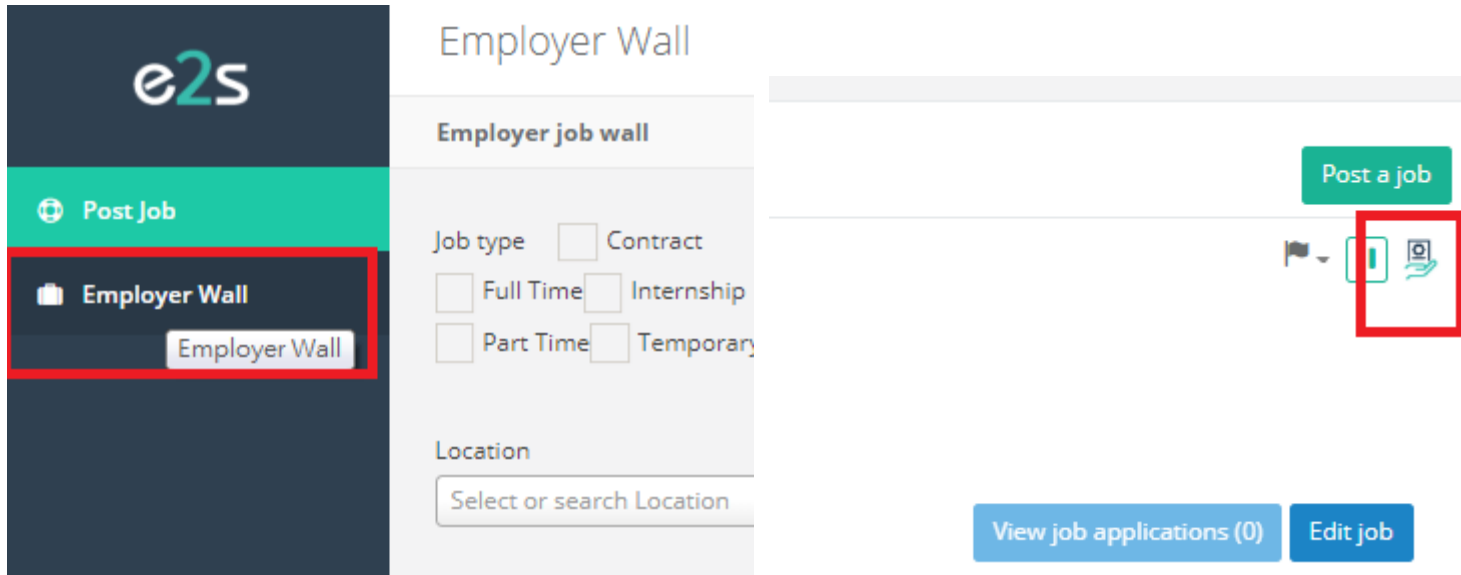 e2s
Post Job
Employer Wall
Employer Wall
Employer Wall
Employer job wall
Job type Contract
Full Time Internship
Part Time Temporary
Location
Select or search Location
Post a job
View job applications (0) Edit job